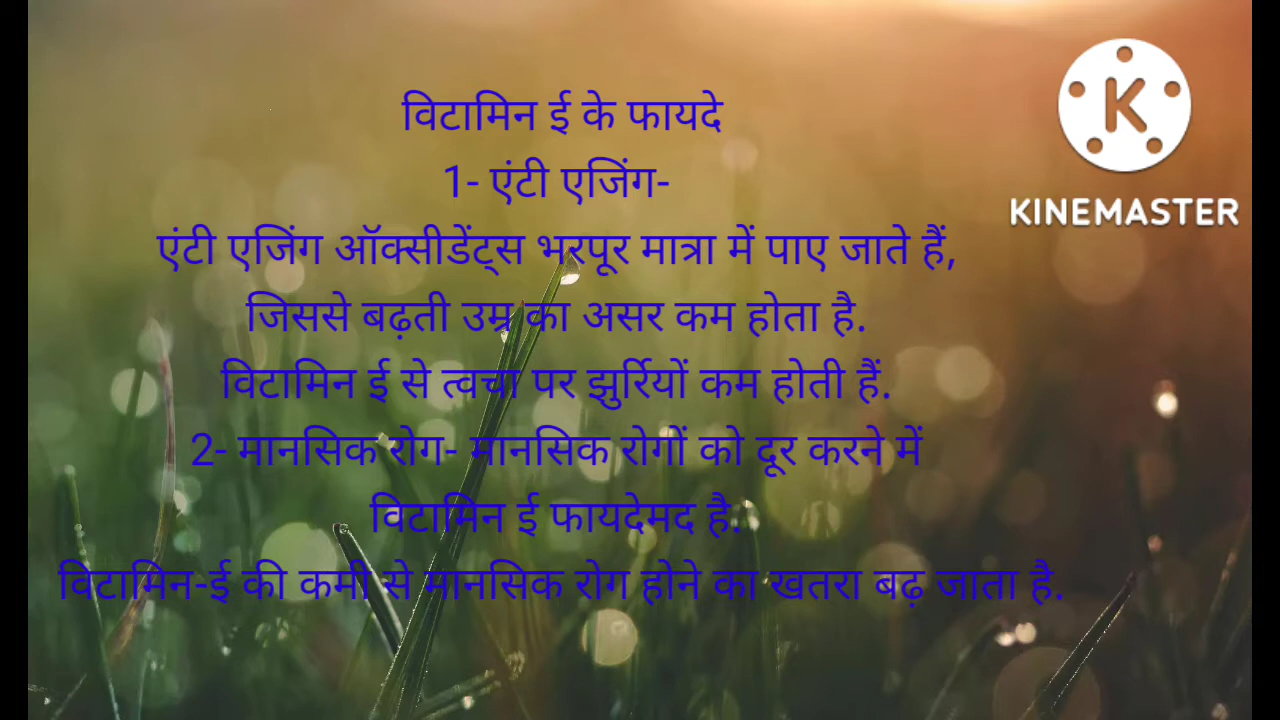 विटामिन ई के फायदे
1- एंटी एजिंग-
एंटी एजिंग ऑक्सीडेंट्स भरपूर मात्रा में पाए जाते हैं,
जिससे बढ़ती उम्र का असर कम होता है.
विटामिन ई से त्वचा पर झुर्रियों कम होती हैं.
2- मानसिक रोग- मानसिक रोगों को दूर करने में
विटामिन ई फायदेमद है.
विटामिन-ई की कमी से मानसिक रोग होने का खतरा बढ़ जाता है.
K
KINEMASTER